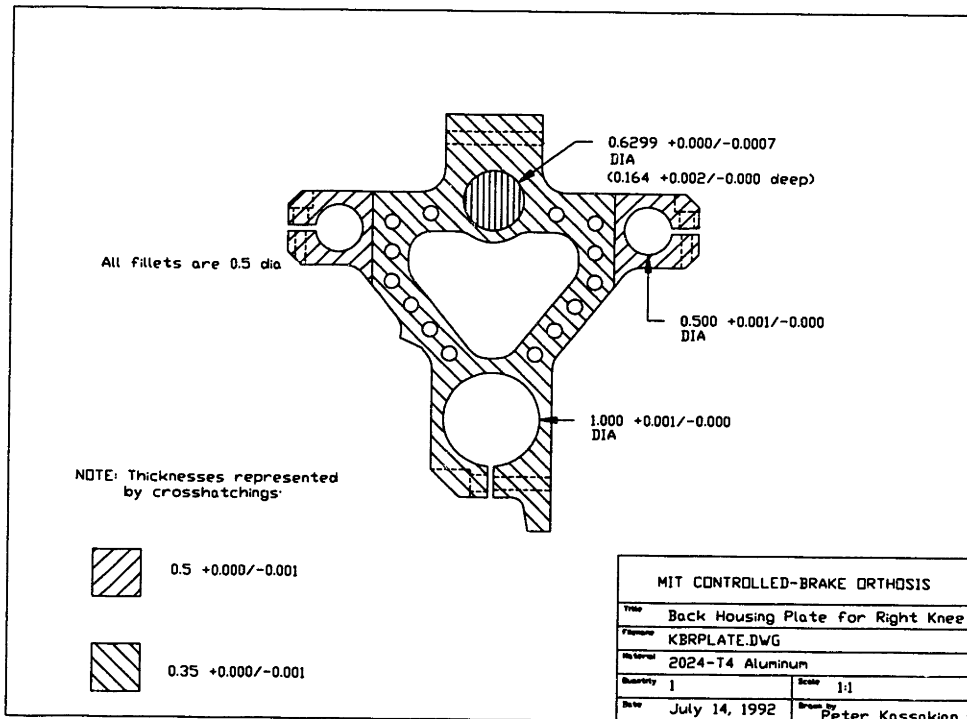 0.6299 +0.000/-0.0007
DIA
(0.164 +0.002/-0.000 deep)
All fillets are 0.5 dia
0.500 +0.001/-0.000
DIA
1.000 +0.001/-0.000
DIA
NOTE: Thicknesses represented
by crosshatchings:
0.5 +0.000/-0.001
0.35 +0.000/-0.001
MIT CONTROLLED-BRAKE ORTHOSIS
Title Back Housing Plate for Right Knee
Filename KBRPLATE.DWG
Material 2024-T4 Aluminum
Quantity 1 Scale 1:1
Date July 14, 1992 Drawn by Peter Kassakian